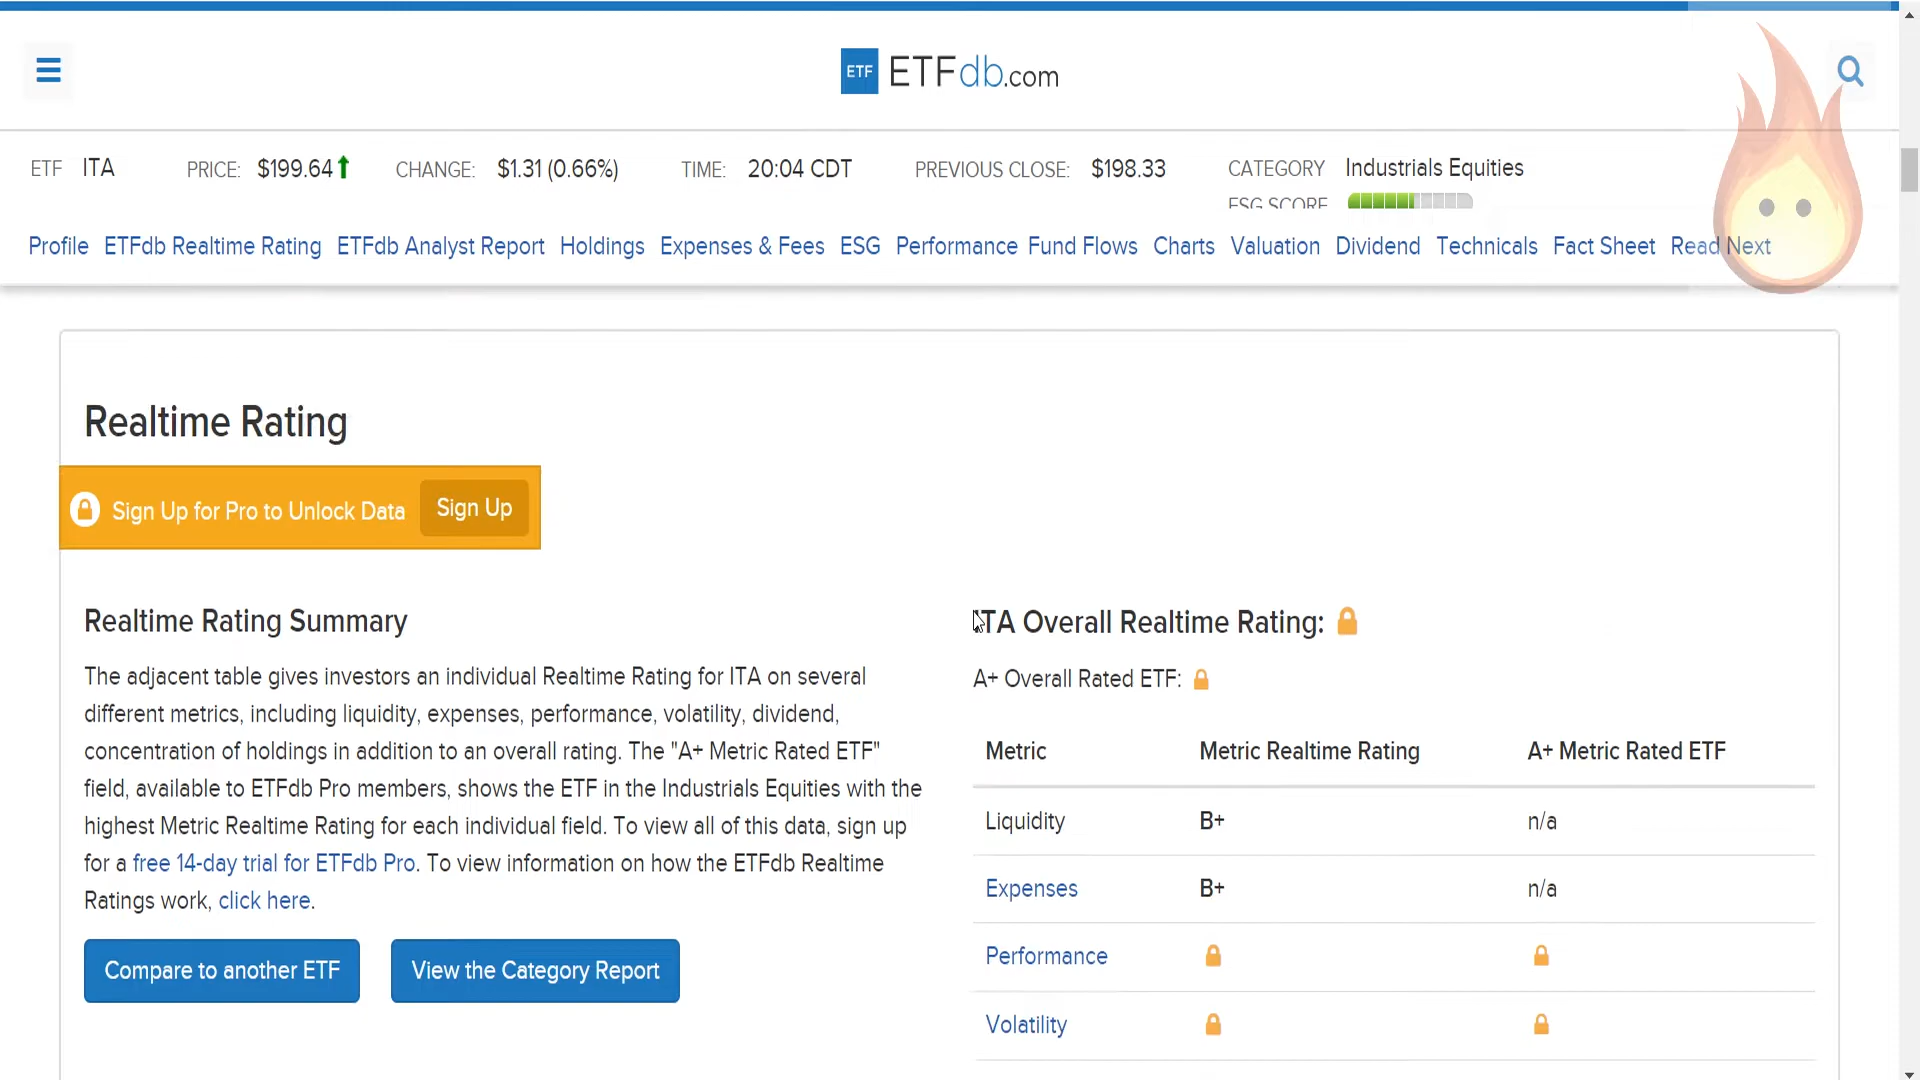 ETF ETFdb.com
ETF ITA PRICE: $199.64 CHANGE: $1.31 (0.66%) TIME: 20:04 CDT PREVIOUS CLOSE: $198.33 CATEGORY Industrials Equities
ESG SCORE
Profile ETFdb Realtime Rating ETFdb Analyst Report Holdings Expenses & Fees ESG Performance Fund Flows Charts Valuation Dividend Technicals Fact Sheet Read Next
Realtime Rating
Sign Up for Pro to Unlock Data Sign Up
Realtime Rating Summary
The adjacent table gives investors an individual Realtime Rating for ITA on several
different metrics, including liquidity, expenses, performance, volatility, dividend,
concentration of holdings in addition to an overall rating. The "A+ Metric Rated ETF"
field, available to ETFdb Pro members, shows the ETF in the Industrials Equities with the
highest Metric Realtime Rating for each individual field. To view all of this data, sign up
for a free 14-day trial for ETFdb Pro. To view information on how the ETFdb Realtime
Ratings work, click here.
Compare to another ETF View the Category Report
ITA Overall Realtime Rating:
A+ Overall Rated ETF:
Metric Metric Realtime Rating A+ Metric Rated ETF
Liquidity B+ n/a
Expenses B+ n/a
Performance
Volatility